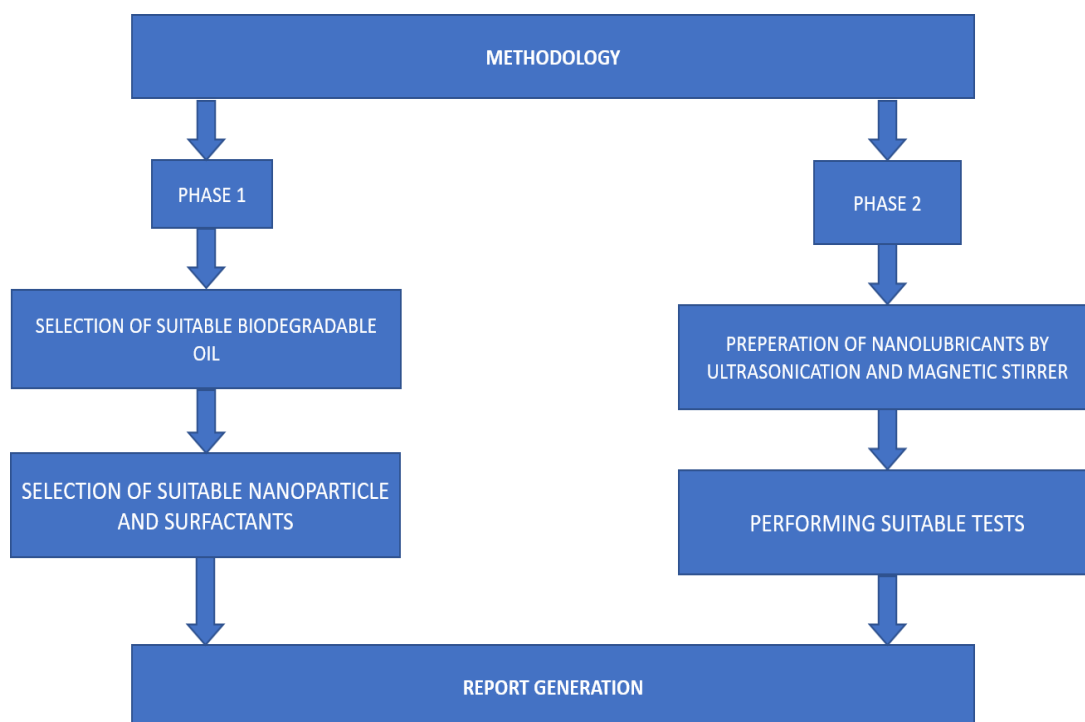 METHODOLOGY
PHASE 1
SELECTION OF SUITABLE BIODEGRADABLE
OIL
SELECTION OF SUITABLE NANOPARTICLE
AND SURFACTANTS
PHASE 2
PREPERATION OF NANOLUBRICANTS BY
ULTRASONICATION AND MAGNETIC STIRRER
PERFORMING SUITABLE TESTS
REPORT GENERATION